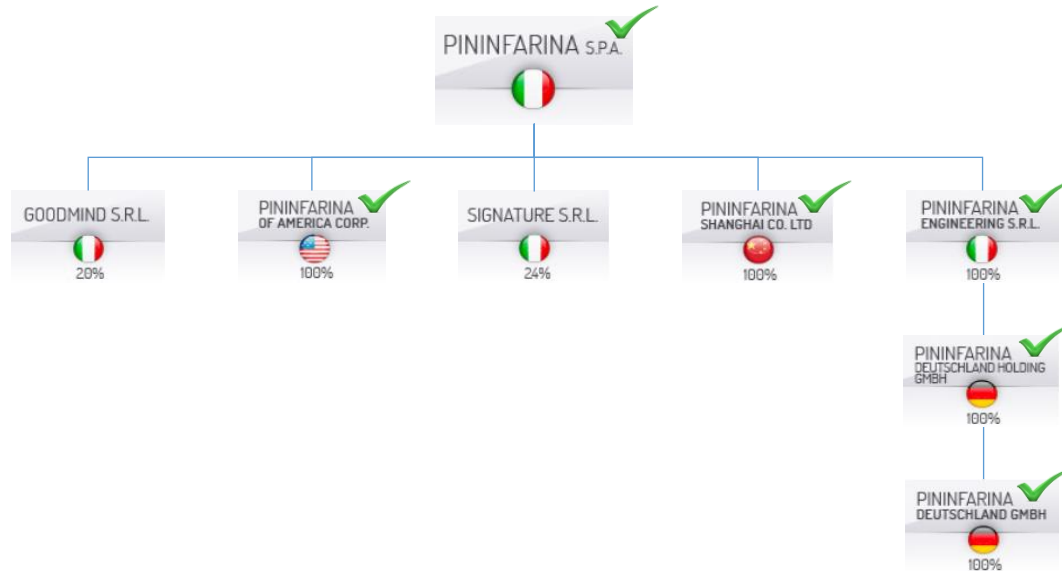 PININFARINA S.P.A.
GOODMIND S.R.L.
20%
PININFARINA
OF AMERICA CORP.
100%
SIGNATURE S.R.L.
24%
PININFARINA
SHANGHAI CO. LTD
100%
PININFARINA
ENGINEERING S.R.L.
100%
PININFARINA
DEUTSCHLAND HOLDING
GMBH
100%
PININFARINA
DEUTSCHLAND GMBH
100%